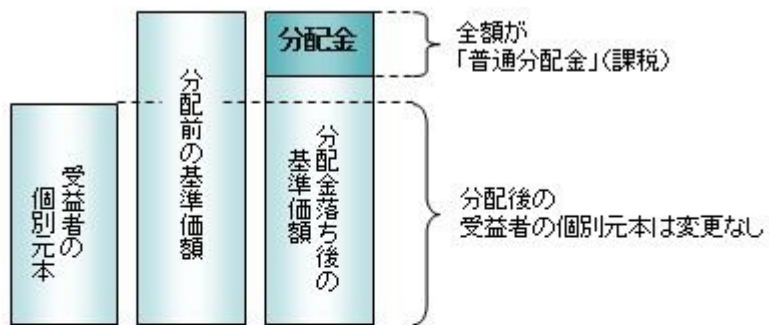 受益者の
個別元本
分配前の基準価額
分配金
分配金落ち後の
基準価額
全額が
「普通分配金」(課税)
分配後の
受益者の個別元本は変更なし